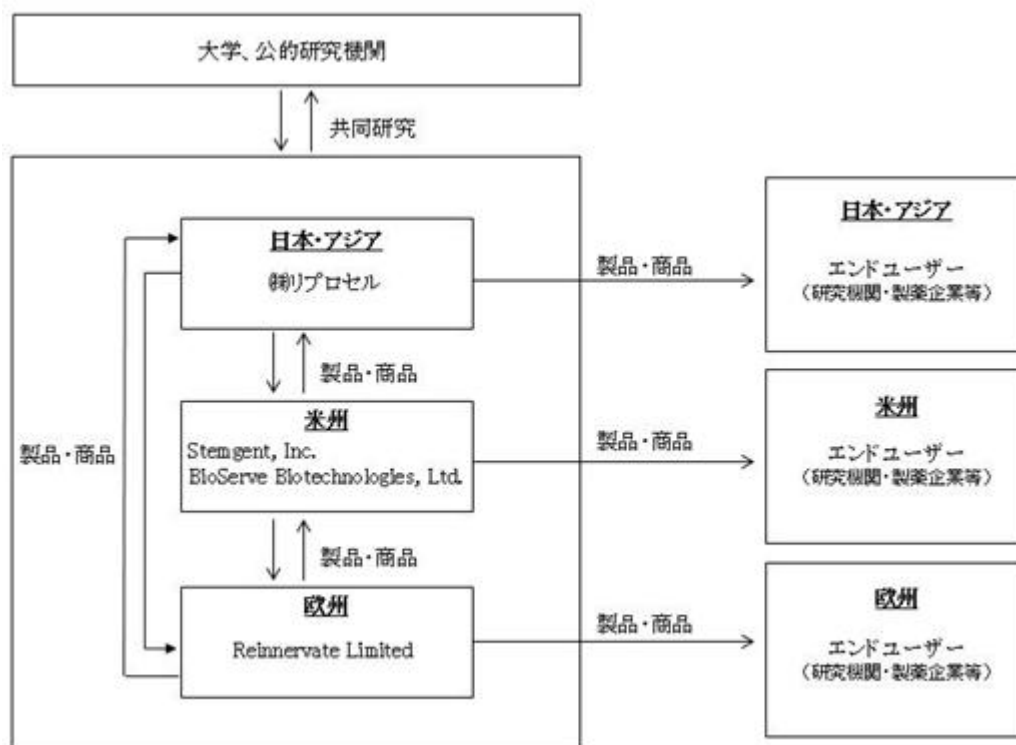 大学、公的研究機関
共同研究
日本・アジア
㈱リプロセル
製品・商品
日本・アジア
エンドユーザー
（研究機関・製薬企業等）
製品・商品
米州
Stemgent, Inc.
BioServe Biotechnologies, Ltd.
製品・商品
米州
エンドユーザー
（研究機関・製薬企業等）
製品・商品
製品・商品
欧州
Reinnervate Limited
製品・商品
欧州
エンドユーザー
（研究機関・製薬企業等）